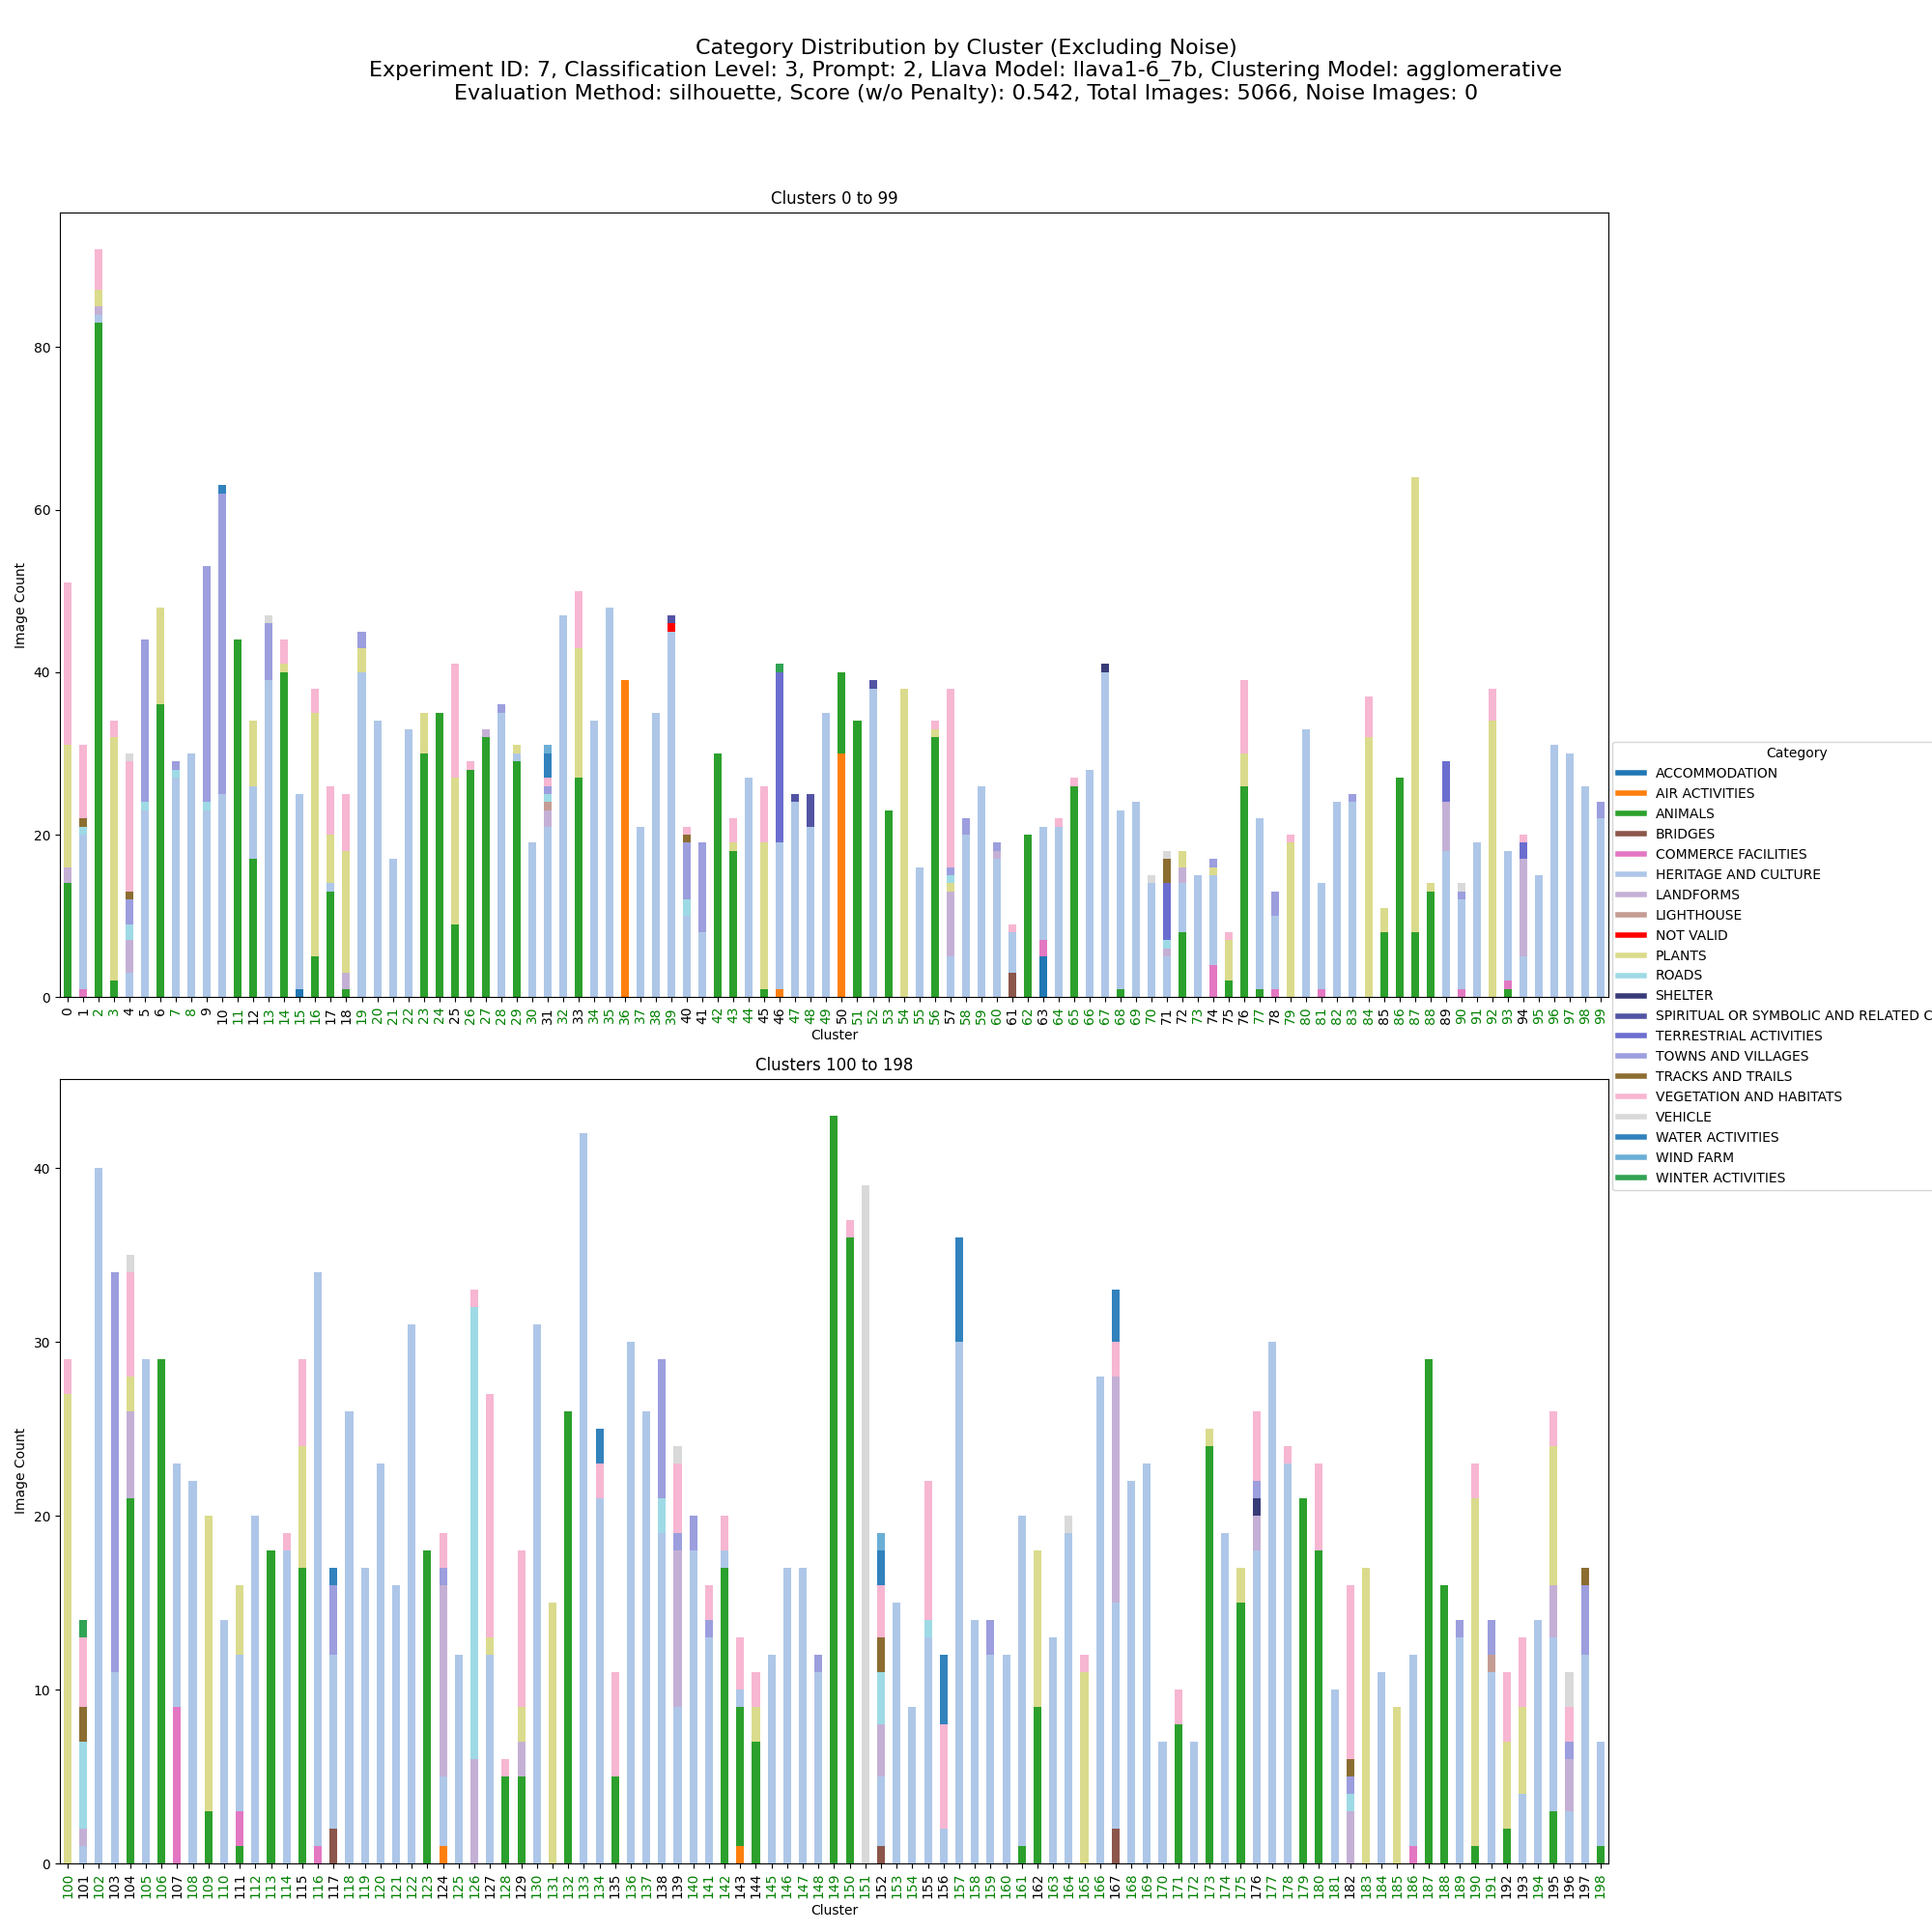 Category Distribution by Cluster (Excluding Noise)
Experiment ID: 7, Classification Level: 3, Prompt: 2, Llava Model: llava1-6_7b, Clustering Model: agglomerative
Evaluation Method: silhouette, Score (w/o Penalty): 0.542, Total Images: 5066, Noise Images: 0
Clusters 0 to 99
Image Count
80
60
40
20
0
0 1 2 3 4 5 6 7 8 9 10 11 12 13 14 15 16 17 18 19 20 21 22 23 24 25 26 27 28 29 30 31 32 33 34 35 36 37 38 39 40 41 42 43 44 45 46 47 48 49 50 51 52 53 54 55 56 57 58 59 60 61 62 63 64 65 66 67 68 69 70 71 72 73 74 75 76 77 78 79 80 81 82 83 84 85 86 87 88 89 90 91 92 93 94 95 96 97 98 99
Cluster
Category
ACCOMMODATION
AIR ACTIVITIES
ANIMALS
BRIDGES
COMMERCE FACILITIES
HERITAGE AND CULTURE
LANDFORMS
LIGHTHOUSE
NOT VALID
PLANTS
ROADS
SHELTER
SPIRITUAL OR SYMBOLIC AND RELATED C
TERRESTRIAL ACTIVITIES
TOWNS AND VILLAGES
TRACKS AND TRAILS
VEGETATION AND HABITATS
VEHICLE
WATER ACTIVITIES
WIND FARM
WINTER ACTIVITIES
Clusters 100 to 198
Image Count
40
30
20
10
0
100 101 102 103 104 105 106 107 108 109 110 111 112 113 114 115 116 117 118 119 120 121 122 123 124 125 126 127 128 129 130 131 132 133 134 135 136 137 138 139 140 141 142 143 144 145 146 147 148 149 150 151 152 153 154 155 156 157 158 159 160 161 162 163 164 165 166 167 168 169 170 171 172 173 174 175 176 177 178 179 180 181 182 183 184 185 186 187 188 189 190 191 192 193 194 195 196 197 198
Cluster